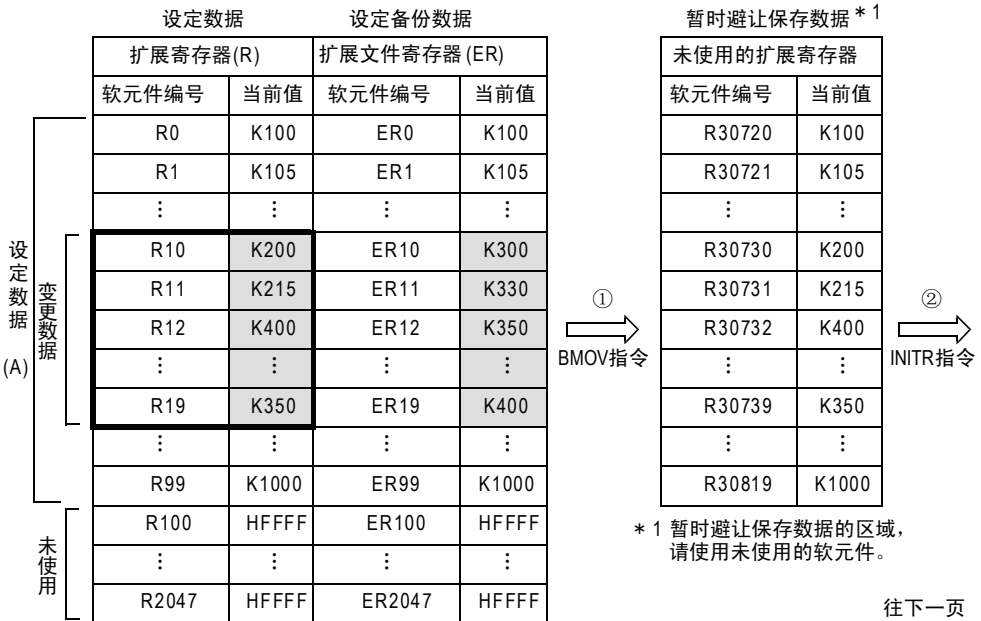 设定数据 设定备份数据 暂时避让保存数据＊1
扩展寄存器(R) 扩展文件寄存器(ER) 未使用的扩展寄存器
软元件编号 当前值 软元件编号 当前值 软元件编号 当前值
R0 K100 ER0 K100 R30720 K100
R1 K105 ER1 K105 R30721 K105
⋮ ⋮ ⋮ ⋮ ⋮ ⋮
R10 K200 ER10 K300 R30730 K200
R11 K215 ER11 K330 R30731 K215
R12 K400 ER12 K350 R30732 K400
⋮ ⋮ ⋮ ⋮ ⋮ ⋮
R19 K350 ER19 K400 R30739 K350
⋮ ⋮ ⋮ ⋮ ⋮ ⋮
R99 K1000 ER99 K1000 R30819 K1000
R100 HFFFF ER100 HFFFF
⋮ ⋮ ⋮ ⋮
R2047 HFFFF ER2047 HFFFF
设定数据
(A)
变更数据
未使用
①
BMOV指令
②
INITR指令
＊1 暂时避让保存数据的区域，
请使用未使用的软元件。
往下一页